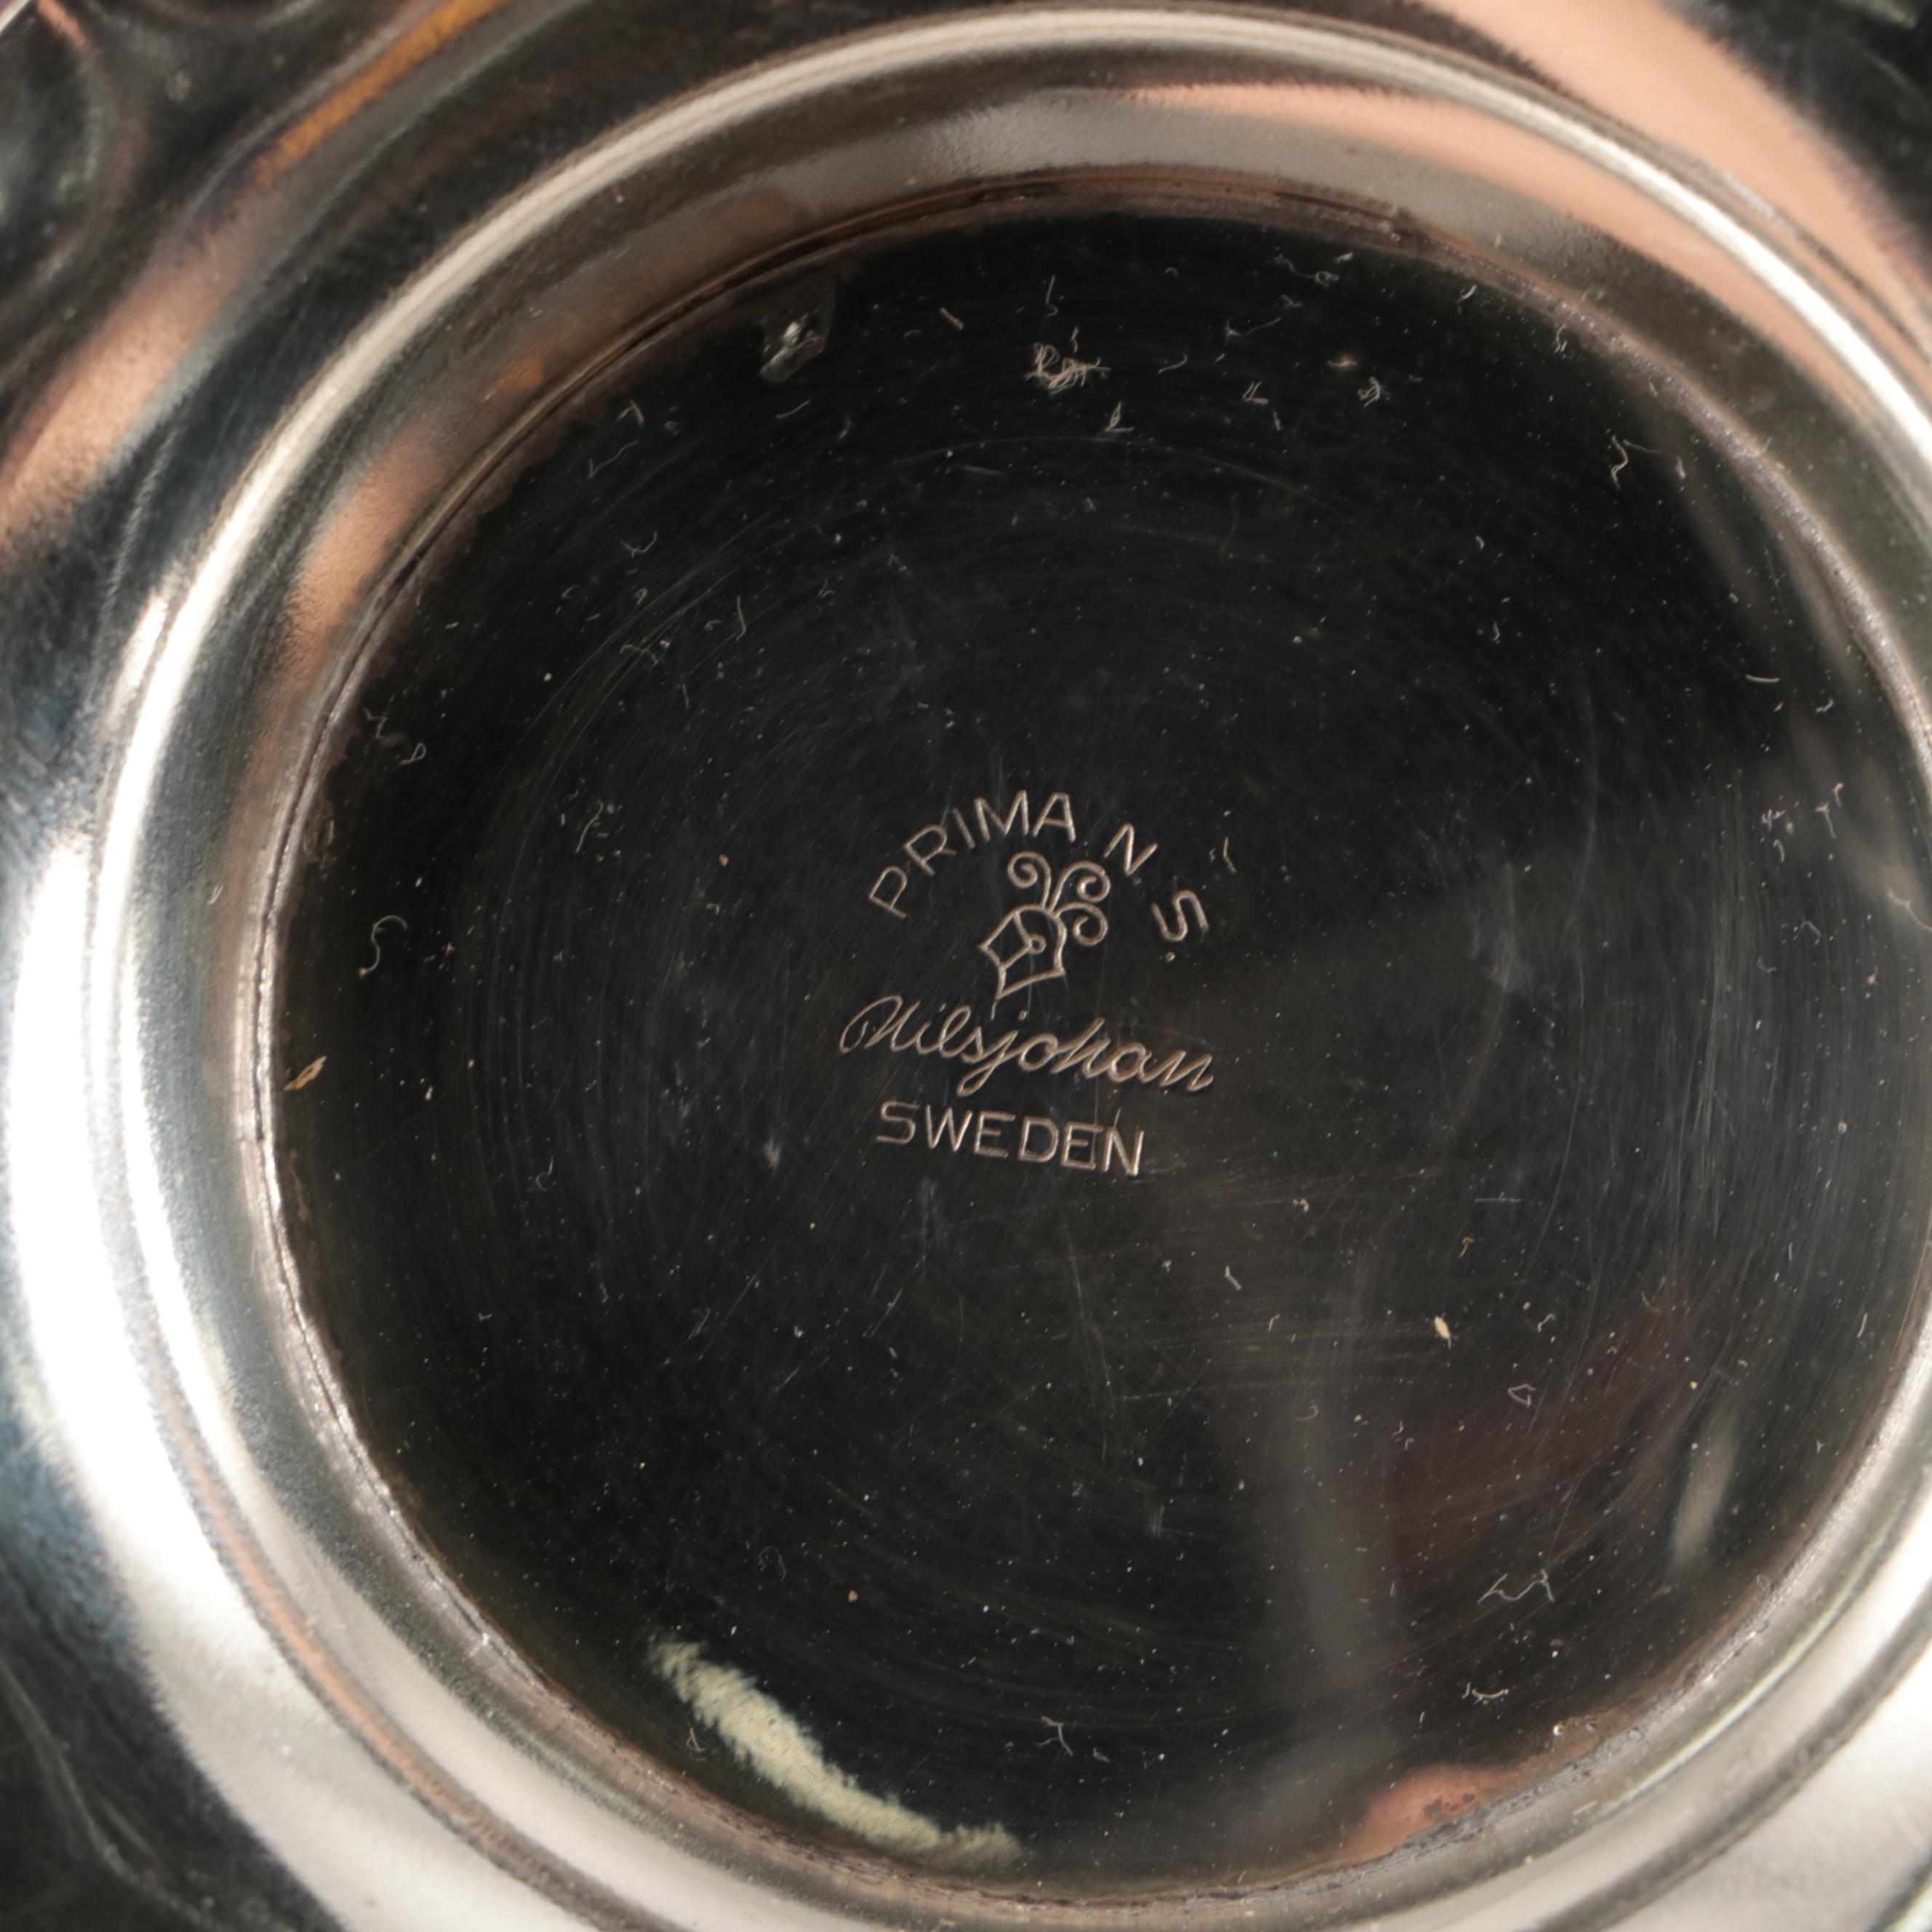 PRIMA N. S.
Nilsjohan
SWEDEN